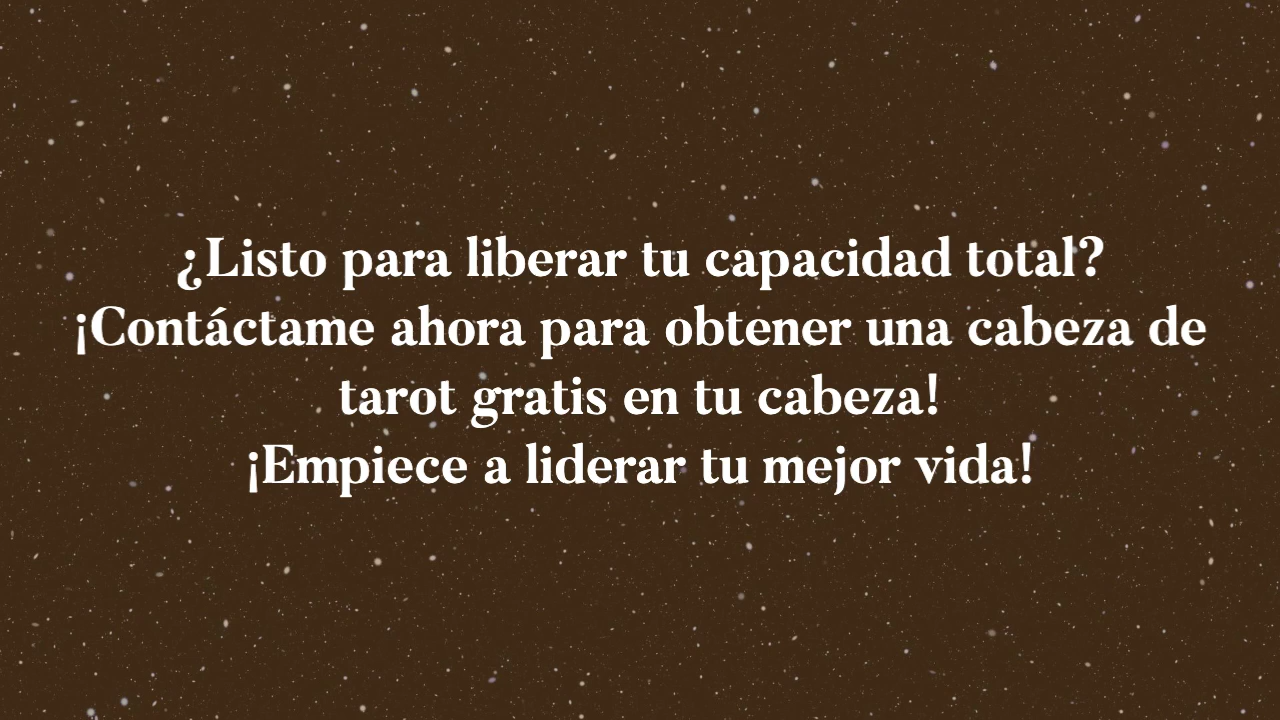 ¿Listo para liberar tu capacidad total?
¡Contáctame ahora para obtener una cabeza de
tarot gratis en tu cabeza!
¡Empiece a liderar tu mejor vida!